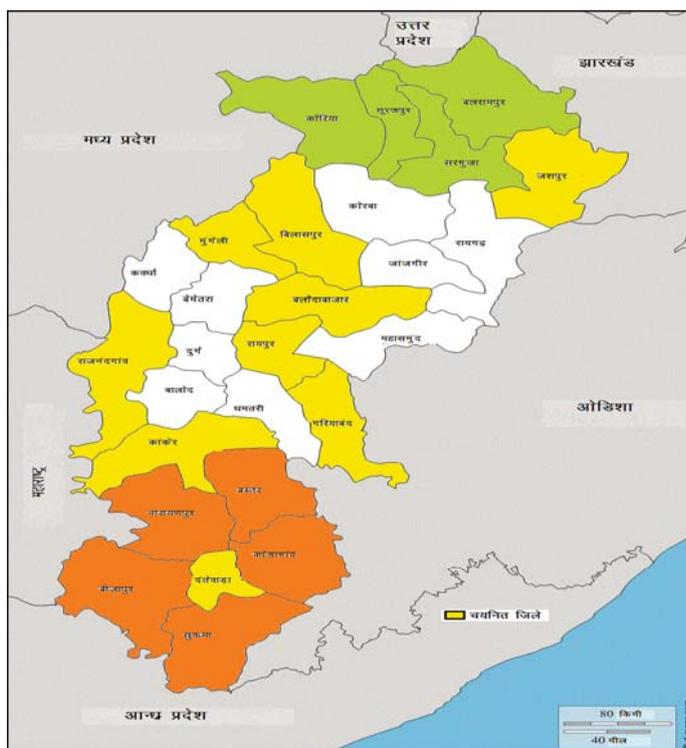 उत्तर
प्रदेश
झारखंड
मध्य प्रदेश
कोरिया
सूरजपुर
बलरामपुर
सरगुजा
जशपुर
कोरबा
बिलासपुर
मुंगेली
रायगढ़
जांजगीर
कवर्धा
बेमेतरा
बलौदाबाजार
महासमुंद
रायपुर
दुर्ग
राजनंदगांव
बालोद
धमतरी
गरियाबंद
ओडिशा
कांकेर
महाराष्ट्र
बस्तर
नारायणपुर
कोंडागांव
दंतेवाड़ा
बीजापुर
सुकमा
चयनित जिले
आन्ध्र प्रदेश
80 किमी
40 मील